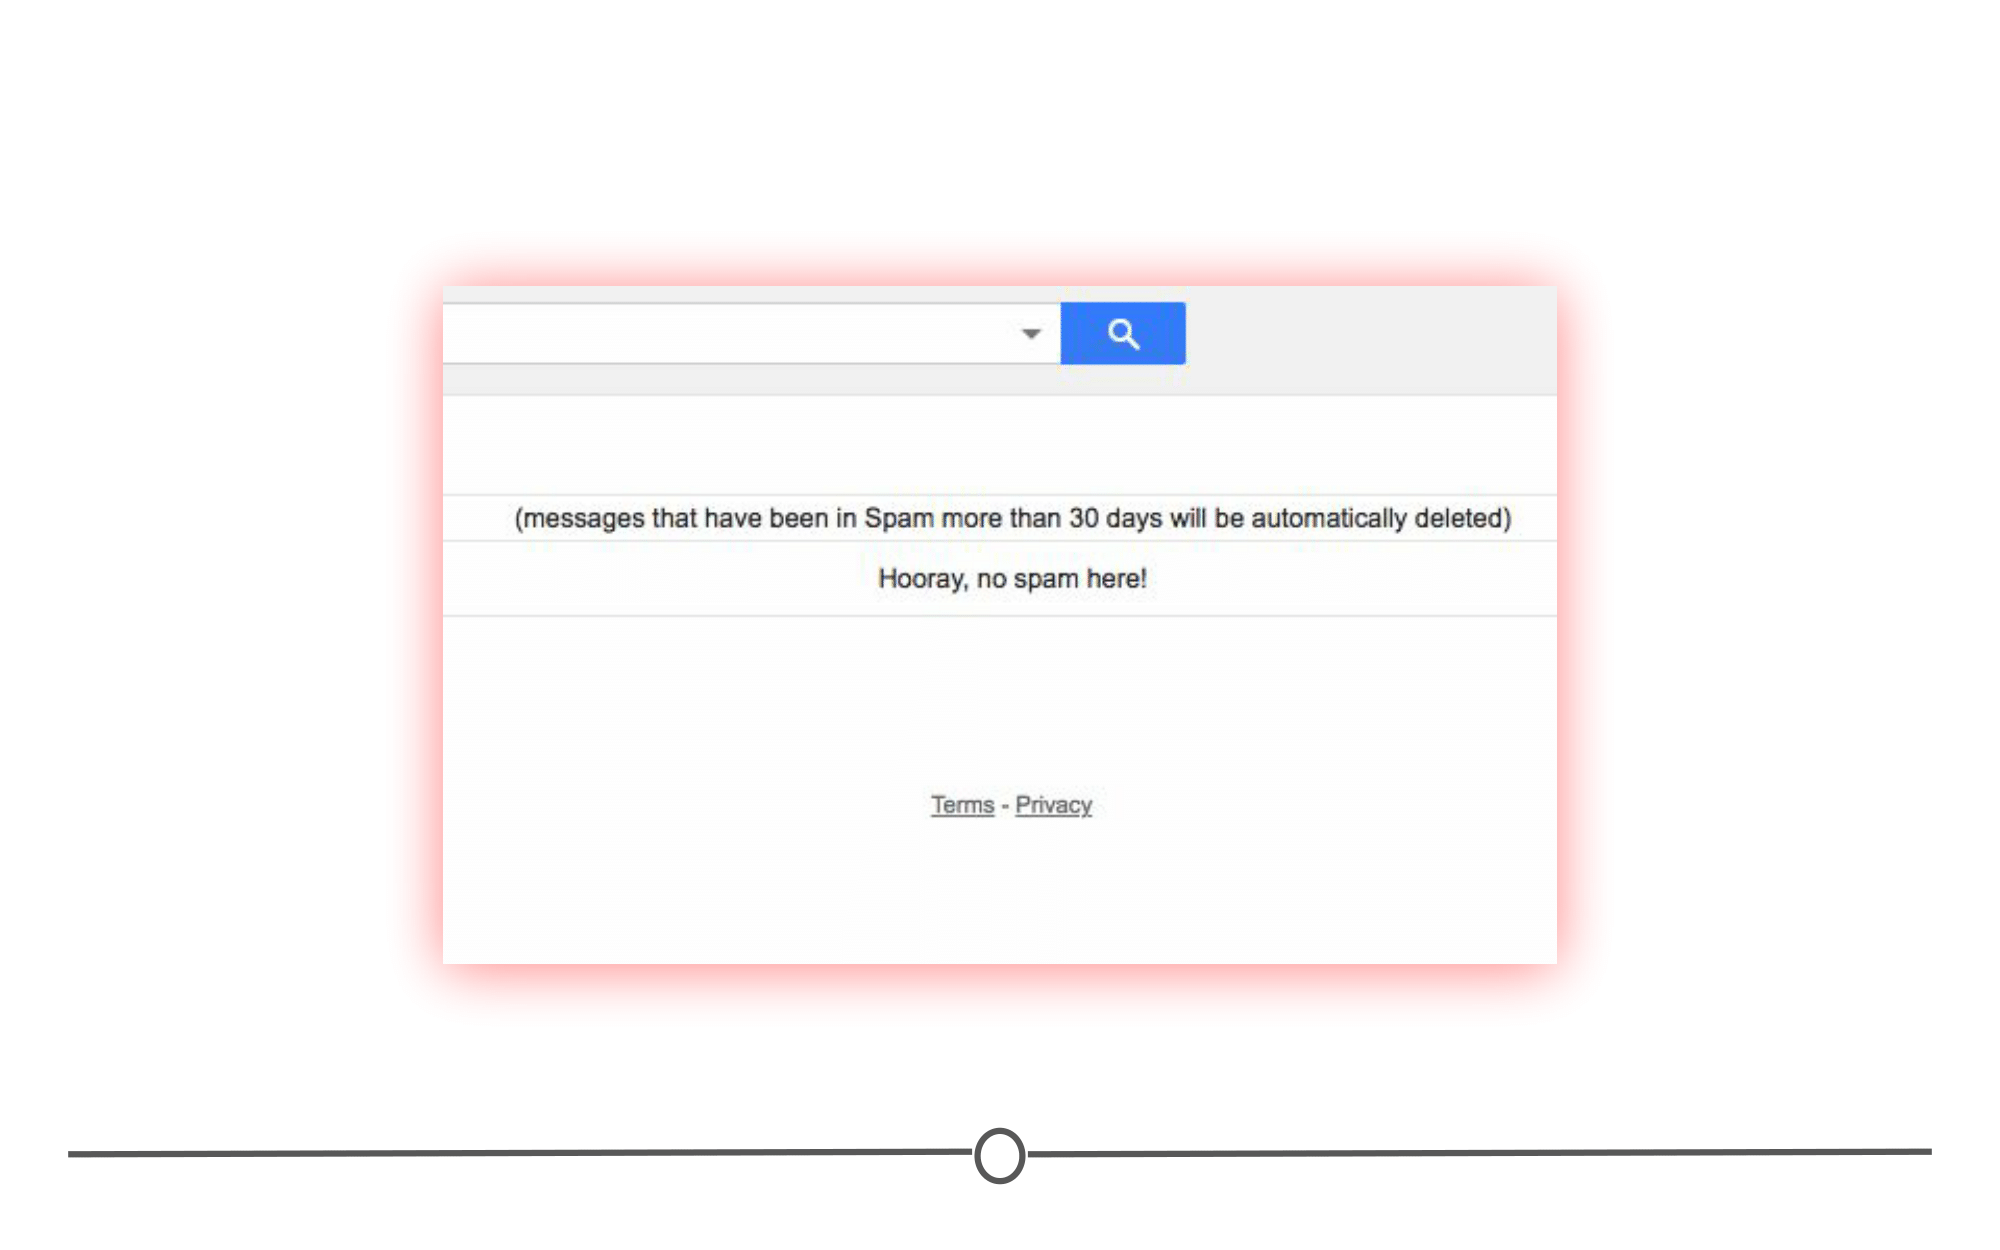 (messages that have been in Spam more than 30 days will be automatically deleted)
Hooray, no spam here!
Terms - Privacy